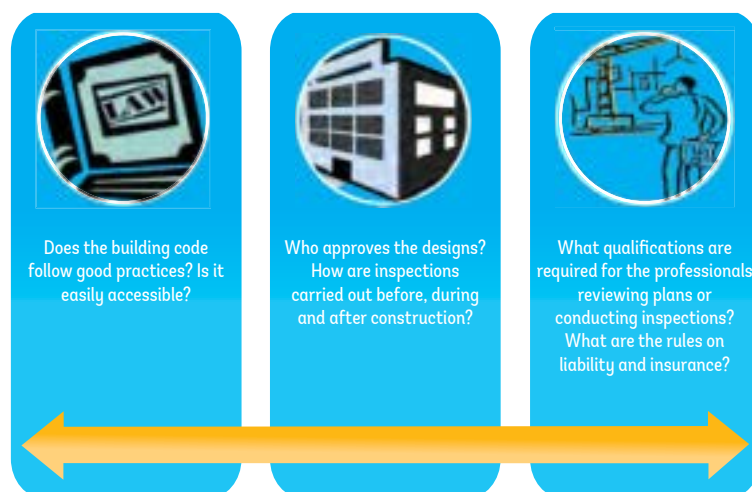 LAW
Does the building code
follow good practices? Is it
easily accessible?
Who approves the designs?
How are inspections
carried out before, during
and after construction?
What qualifications are
required for the professionals
reviewing plans or
conducting inspections?
What are the rules on
liability and insurance?